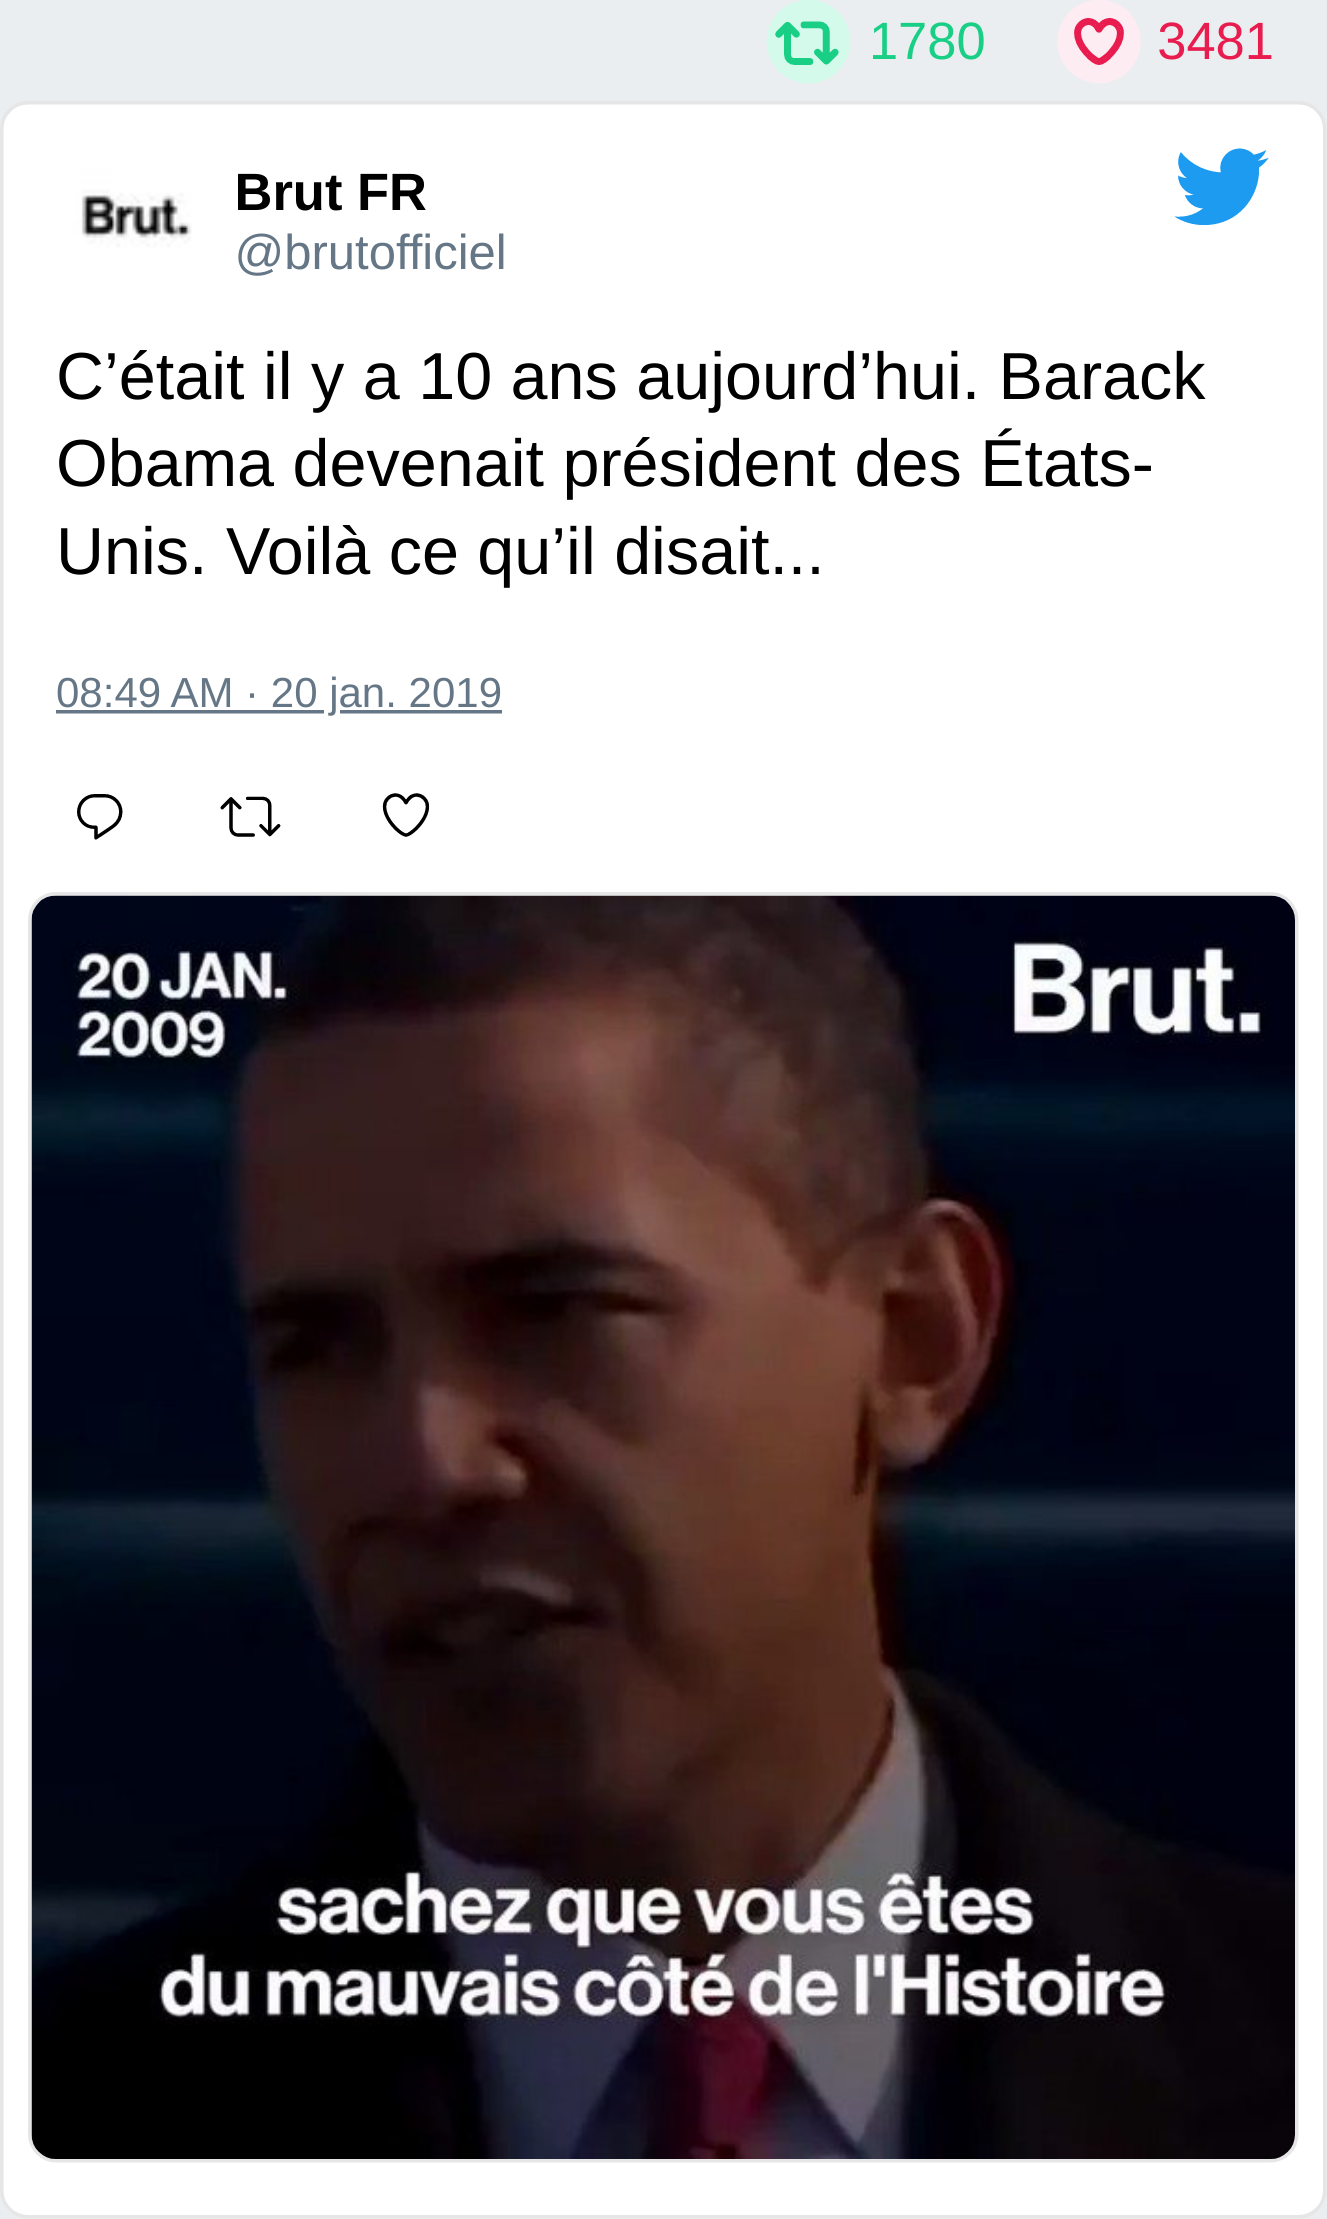 1780 3481
Brut.
Brut FR
@brutofficiel
C’était il y a 10 ans aujourd’hui. Barack
Obama devenait président des États-
Unis. Voilà ce qu’il disait...
08:49 AM · 20 jan. 2019
20 JAN.
2009
Brut.
sachez que vous êtes
du mauvais côté de l'Histoire